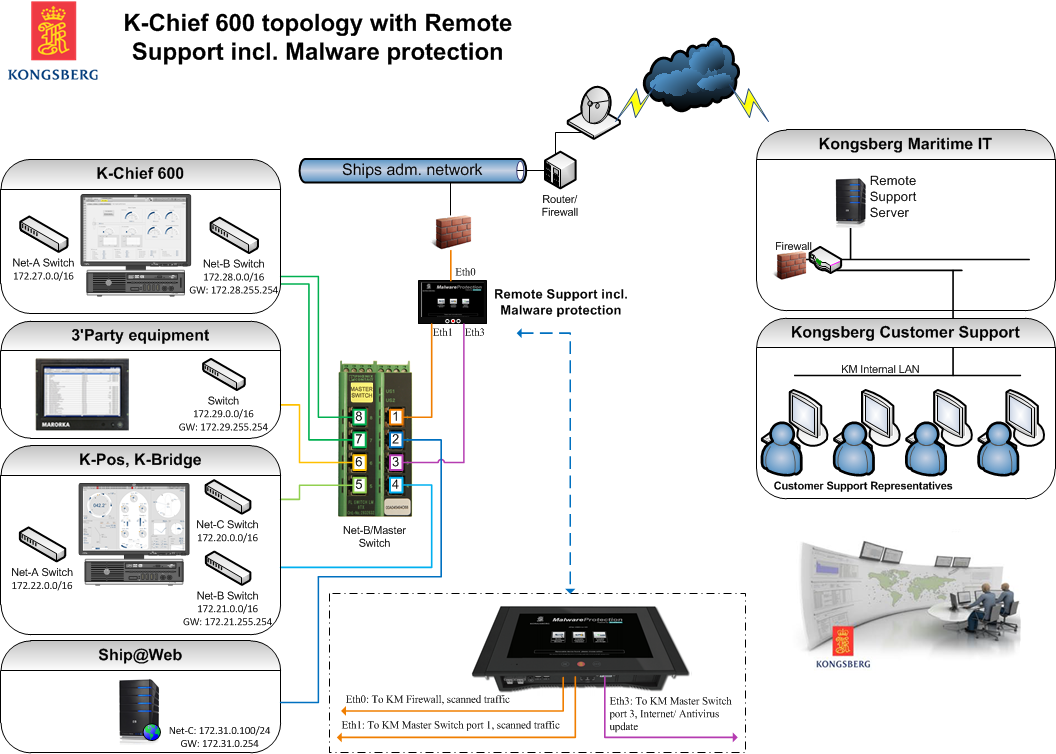 KONGSBERG
K-Chief 600 topology with Remote
Support incl. Malware protection
Ships adm. network
Router/
Firewall
K-Chief 600
Net-A Switch
172.27.0.0/16
Net-B Switch
172.28.0.0/16
GW: 172.28.255.254
3'Party equipment
MARORKA
Switch
172.29.0.0/16
GW: 172.29.255.254
K-Pos, K-Bridge
Net-A Switch
172.22.0.0/16
Net-C Switch
172.20.0.0/16
Net-B Switch
172.21.0.0/16
GW: 172.21.255.254
Ship@Web
Net-C: 172.31.0.100/24
GW: 172.31.0.254
Eth0
MalwareProtection
Eth1
Eth3
Remote Support incl.
Malware protection
MASTER
SWITCH
US1
US2
8
1
7
2
6
3
5
4
Net-B/Master
Switch
MalwareProtection
Eth0: To KM Firewall, scanned traffic
Eth1: To KM Master Switch port 1, scanned traffic
Eth3: To KM Master Switch
port 3, Internet/ Antivirus
update
Kongsberg Maritime IT
Remote
Support
Server
Firewall
Kongsberg Customer Support
KM Internal LAN
Customer Support Representatives
KONGSBERG